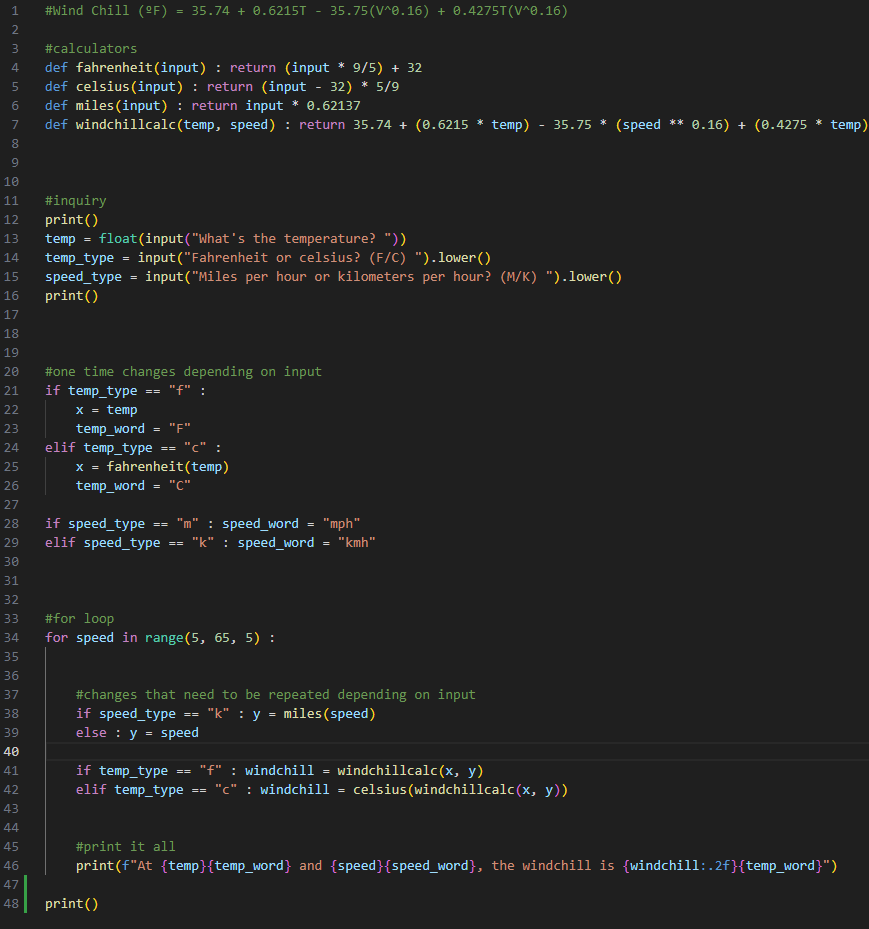 1 #Wind Chill (ºF) = 35.74 + 0.6215T - 35.75(V^0.16) + 0.4275T(V^0.16)
2
3 #calculators
4 def fahrenheit(input) : return (input * 9/5) + 32
5 def celsius(input) : return (input - 32) * 5/9
6 def miles(input) : return input * 0.62137
7 def windchillcalc(temp, speed) : return 35.74 + (0.6215 * temp) - 35.75 * (speed ** 0.16) + (0.4275 * temp)
8
9
10
11 #inquiry
12 print()
13 temp = float(input("What's the temperature? "))
14 temp_type = input("Fahrenheit or celsius? (F/C) ").lower()
15 speed_type = input("Miles per hour or kilometers per hour? (M/K) ").lower()
16 print()
17
18
19
20 #one time changes depending on input
21 if temp_type == "f" :
22     x = temp
23     temp_word = "F"
24 elif temp_type == "c" :
25     x = fahrenheit(temp)
26     temp_word = "C"
27
28 if speed_type == "m" : speed_word = "mph"
29 elif speed_type == "k" : speed_word = "kmh"
30
31
32
33 #for loop
34 for speed in range(5, 65, 5) :
35
36
37     #changes that need to be repeated depending on input
38     if speed_type == "k" : y = miles(speed)
39     else : y = speed
40
41     if temp_type == "f" : windchill = windchillcalc(x, y)
42     elif temp_type == "c" : windchill = celsius(windchillcalc(x, y))
43
44
45     #print it all
46     print(f"At {temp}{temp_word} and {speed}{speed_word}, the windchill is {windchill:.2f}{temp_word}")
47
48 print()